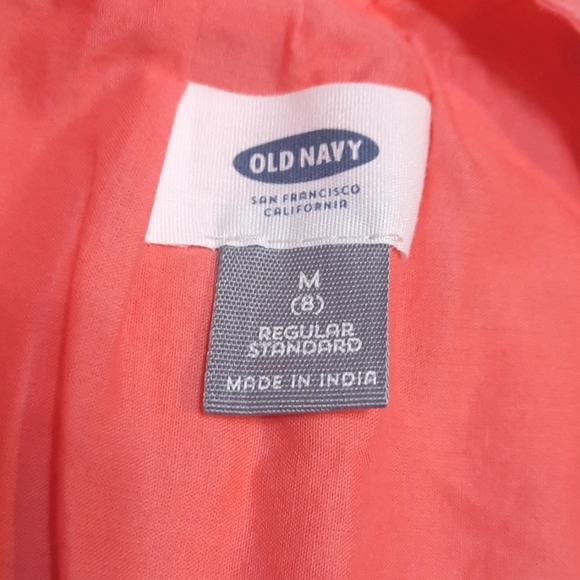 OLD NAVY
SAN FRANCISCO
CALIFORNIA
M
(8)
REGULAR
STANDARD
MADE IN INDIA